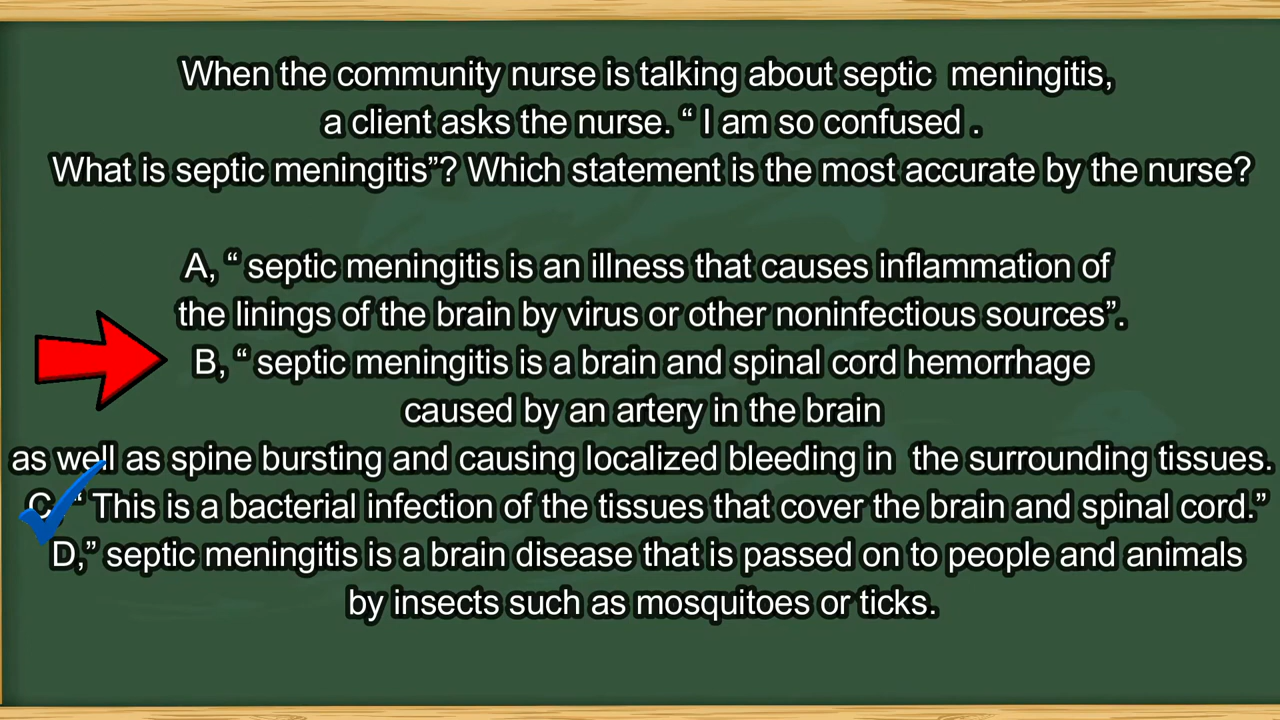 When the community nurse is talking about septic meningitis,
a client asks the nurse. “ I am so confused .
What is septic meningitis”? Which statement is the most accurate by the nurse?
A, “ septic meningitis is an illness that causes inflammation of
the linings of the brain by virus or other noninfectious sources”.
B, “ septic meningitis is a brain and spinal cord hemorrhage
caused by an artery in the brain
as well as spine bursting and causing localized bleeding in the surrounding tissues.
C, “ This is a bacterial infection of the tissues that cover the brain and spinal cord.”
D,” septic meningitis is a brain disease that is passed on to people and animals
by insects such as mosquitoes or ticks.